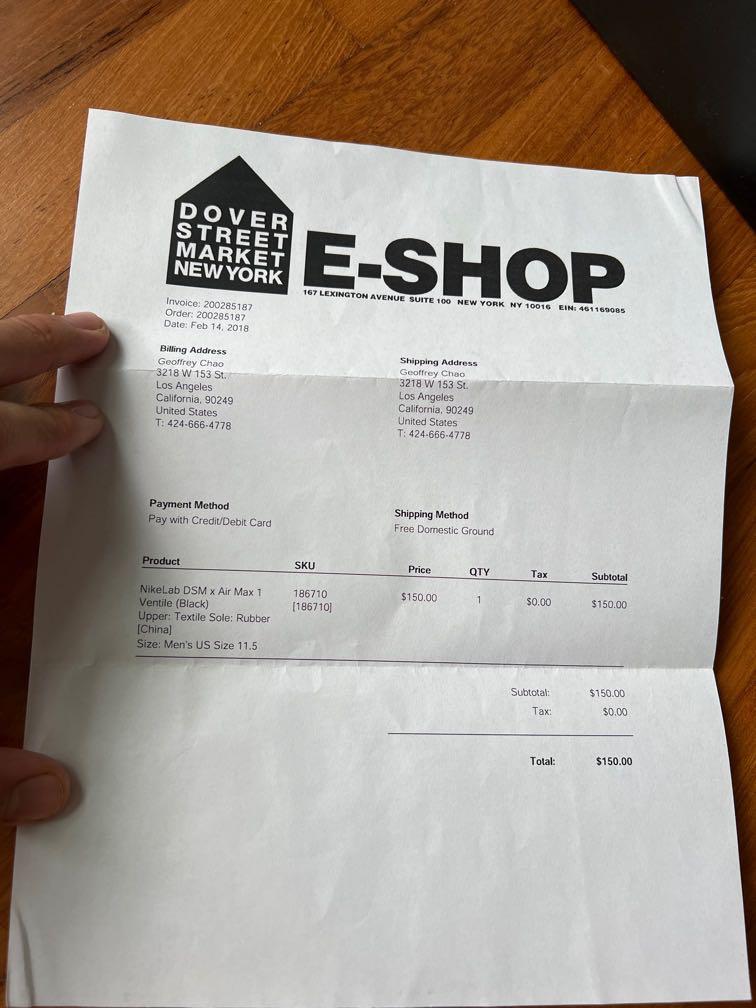 DOVER
STREET
MARKET
NEW YORK
E-SHOP
167 LEXINGTON AVENUE SUITE 100 NEW YORK NY 10016 EIN: 461169085
Invoice: 200285187
Order: 200285187
Date: Feb 14, 2018
Billing Address
Geoffrey Chao
3218 W 153 St.
Los Angeles
California, 90249
United States
T: 424-666-4778
Shipping Address
Geoffrey Chao
3218 W 153 St.
Los Angeles
California, 90249
United States
T: 424-666-4778
Payment Method
Pay with Credit/Debit Card
Shipping Method
Free Domestic Ground
Product SKU Price QTY Tax Subtotal
NikeLab DSM x Air Max 1 186710 $150.00 1 $0.00 $150.00
Ventile (Black) [186710]
Upper: Textile Sole: Rubber
[China]
Size: Men's US Size 11.5
Subtotal: $150.00
Tax: $0.00
Total: $150.00